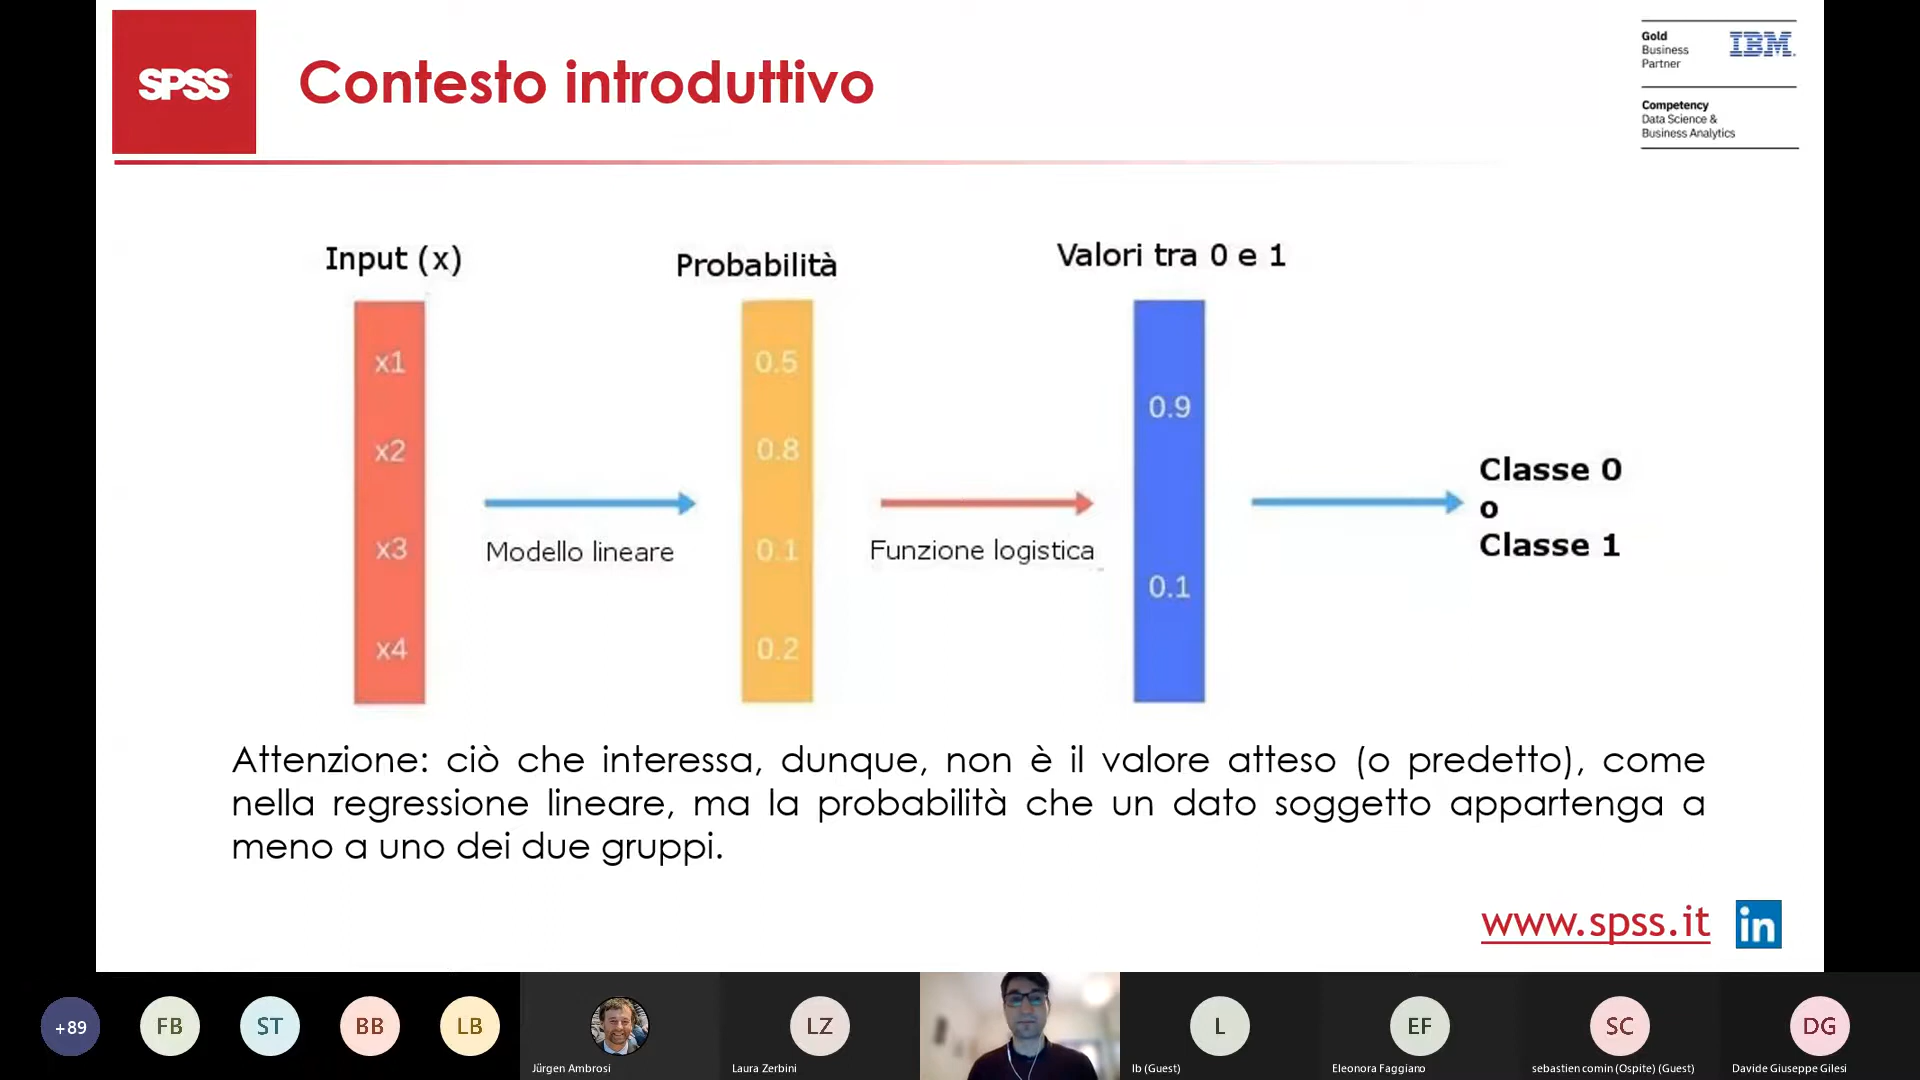 SPSS
Contesto introduttivo
Gold
Business
Partner
IBM
Competency
Data Science &
Business Analytics
Input (x)
Probabilità
Valori tra 0 e 1
x1
x2
x3
x4
0.5
0.8
0.1
0.2
0.9
0.1
Modello lineare
Funzione logistica
Classe 0
o
Classe 1
Attenzione: ciò che interessa, dunque, non è il valore atteso (o predetto), come
nella regressione lineare, ma la probabilità che un dato soggetto appartenga a
meno a uno dei due gruppi.
www.spss.it
in
+89
FB
ST
BB
LB
Jürgen Ambrosi
LZ
Laura Zerbini
L
lb (Guest)
EF
Eleonora Faggiano
SC
sebastien comin (Ospite) (Guest)
DG
Davide Giuseppe Gilesi